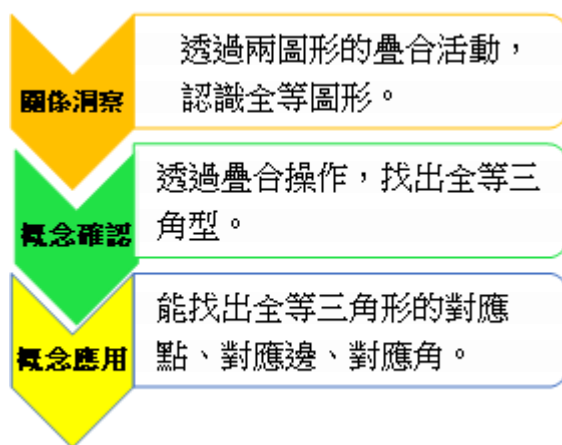 關係洞察
透過兩圖形的疊合活動，
認識全等圖形。
概念確認
透過疊合操作，找出全等三
角型。
概念應用
能找出全等三角形的對應
點、對應邊、對應角。